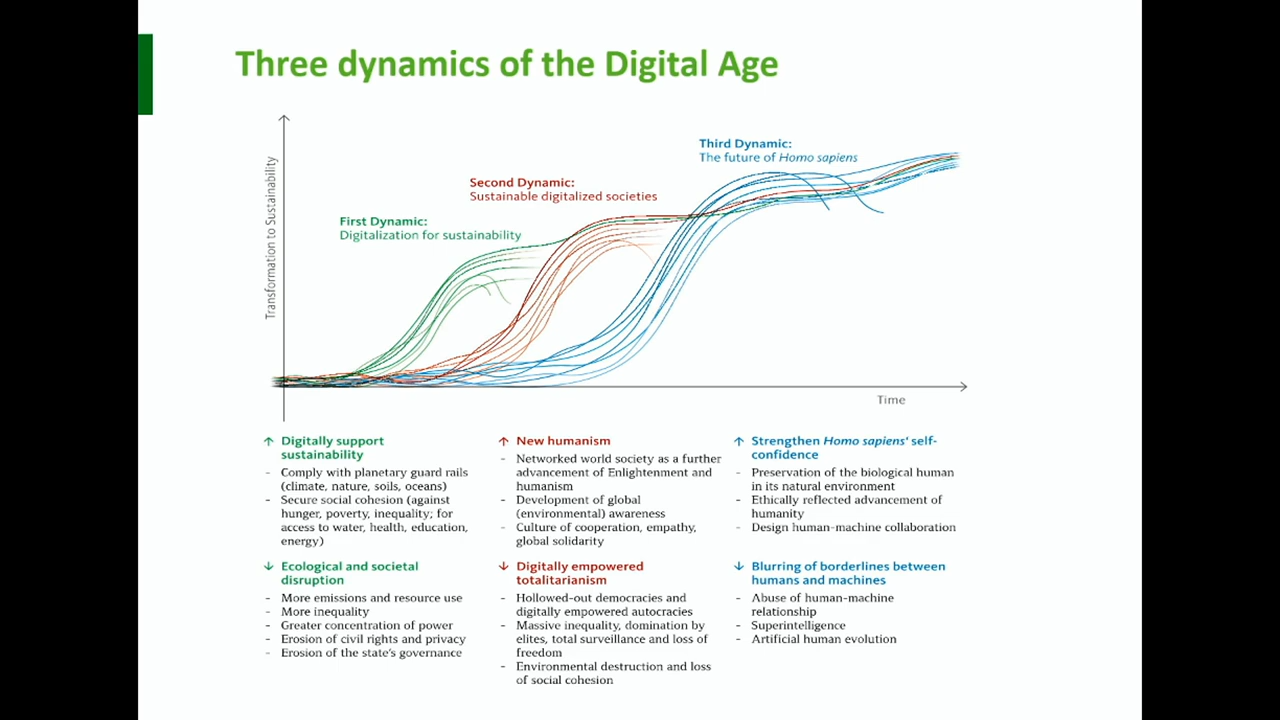 Three dynamics of the Digital Age
Transformation to Sustainability
Third Dynamic:
The future of Homo sapiens
Second Dynamic:
Sustainable digitalized societies
First Dynamic:
Digitalization for sustainability
Time
↑ Digitally support
sustainability
- Comply with planetary guard rails
(climate, nature, soils, oceans)
- Secure social cohesion (against
hunger, poverty, inequality; for
access to water, health, education,
energy)
↓ Ecological and societal
disruption
- More emissions and resource use
- More inequality
- Greater concentration of power
- Erosion of civil rights and privacy
- Erosion of the state's governance
↑ New humanism
- Networked world society as a further
advancement of Enlightenment and
humanism
- Development of global
(environmental) awareness
- Culture of cooperation, empathy,
global solidarity
↓ Digitally empowered
totalitarianism
- Hollowed-out democracies and
digitally empowered autocracies
- Massive inequality, domination by
elites, total surveillance and loss of
freedom
- Environmental destruction and loss
of social cohesion
↑ Strengthen Homo sapiens' self-
confidence
- Preservation of the biological human
in its natural environment
- Ethically reflected advancement of
humanity
- Design human-machine collaboration
↓ Blurring of borderlines between
humans and machines
- Abuse of human-machine
relationship
- Superintelligence
- Artificial human evolution